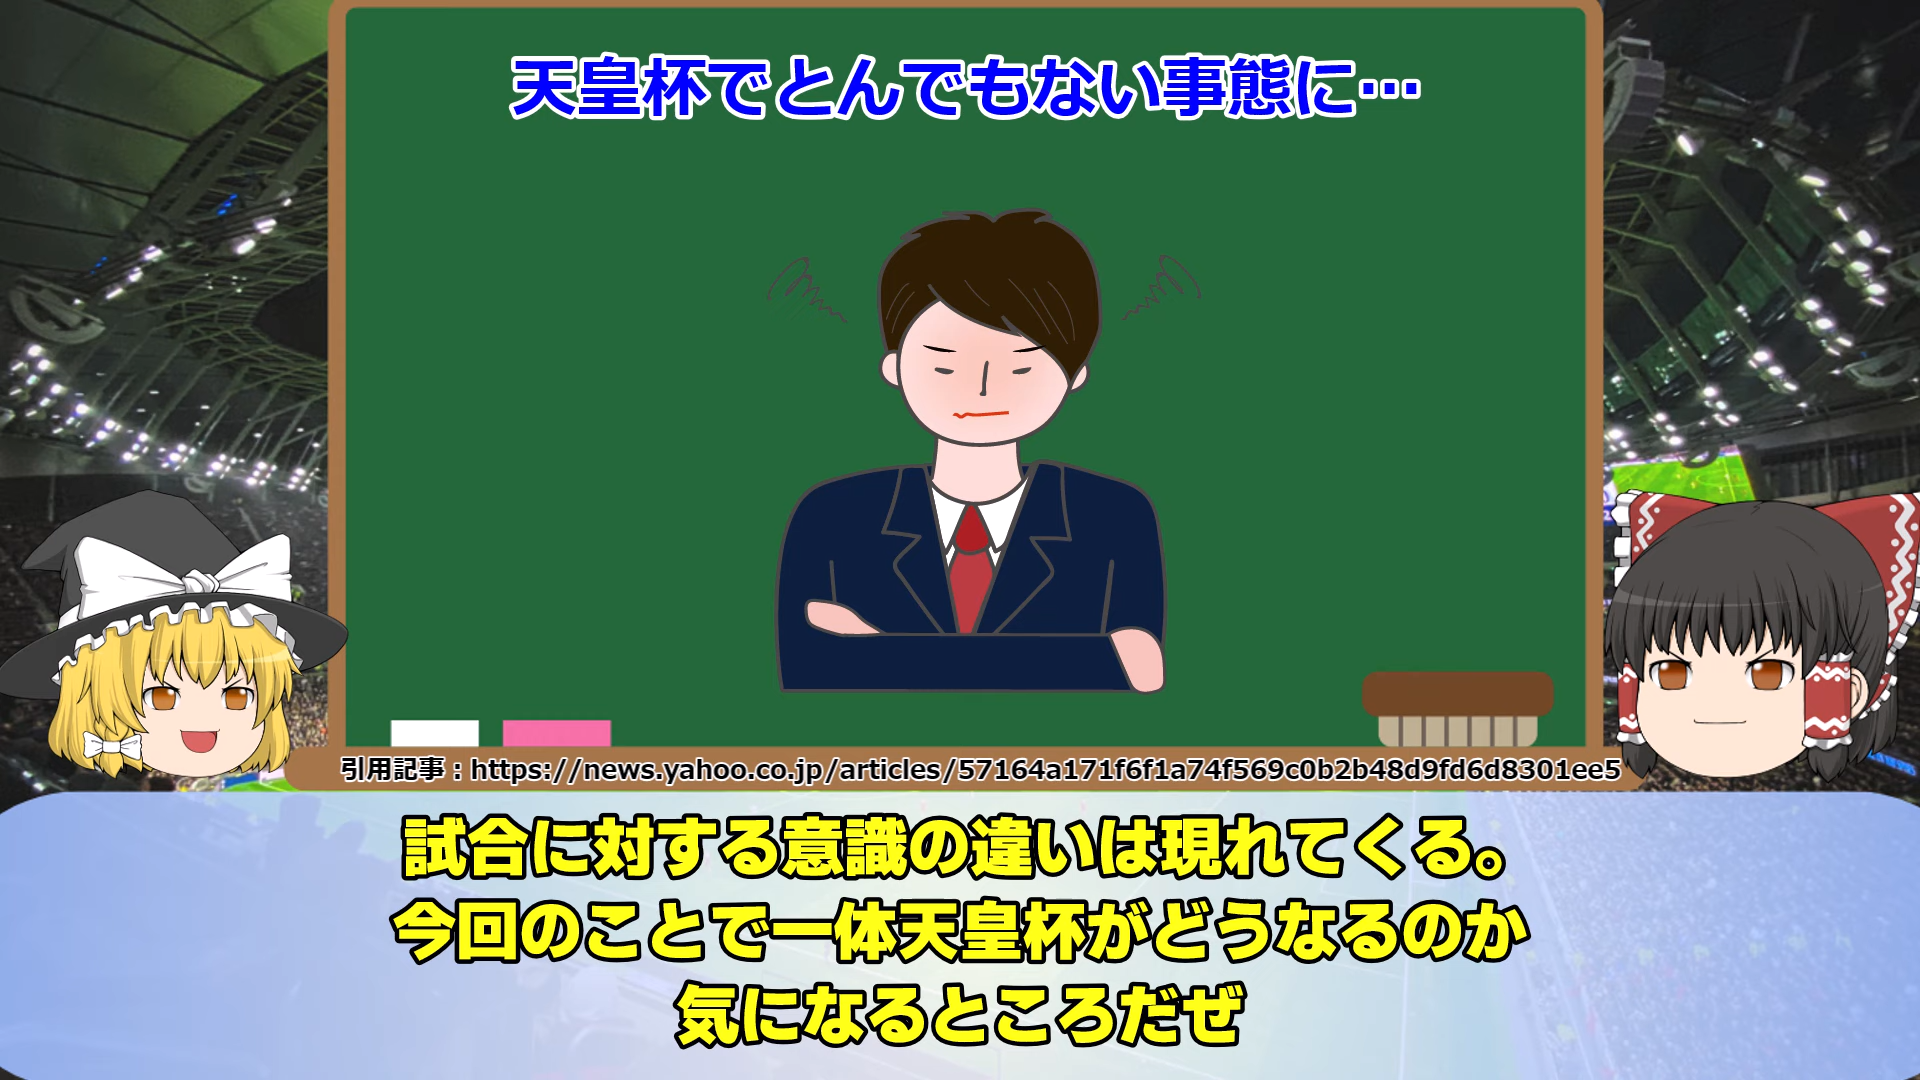 天皇杯でとんでもない事態に…
引用記事：https://news.yahoo.co.jp/articles/57164a171f6f1a74f569c0b2b48d9fd6d8301ee5
試合に対する意識の違いは現れてくる。
今回のことで一体天皇杯がどうなるのか
気になるところだぜ